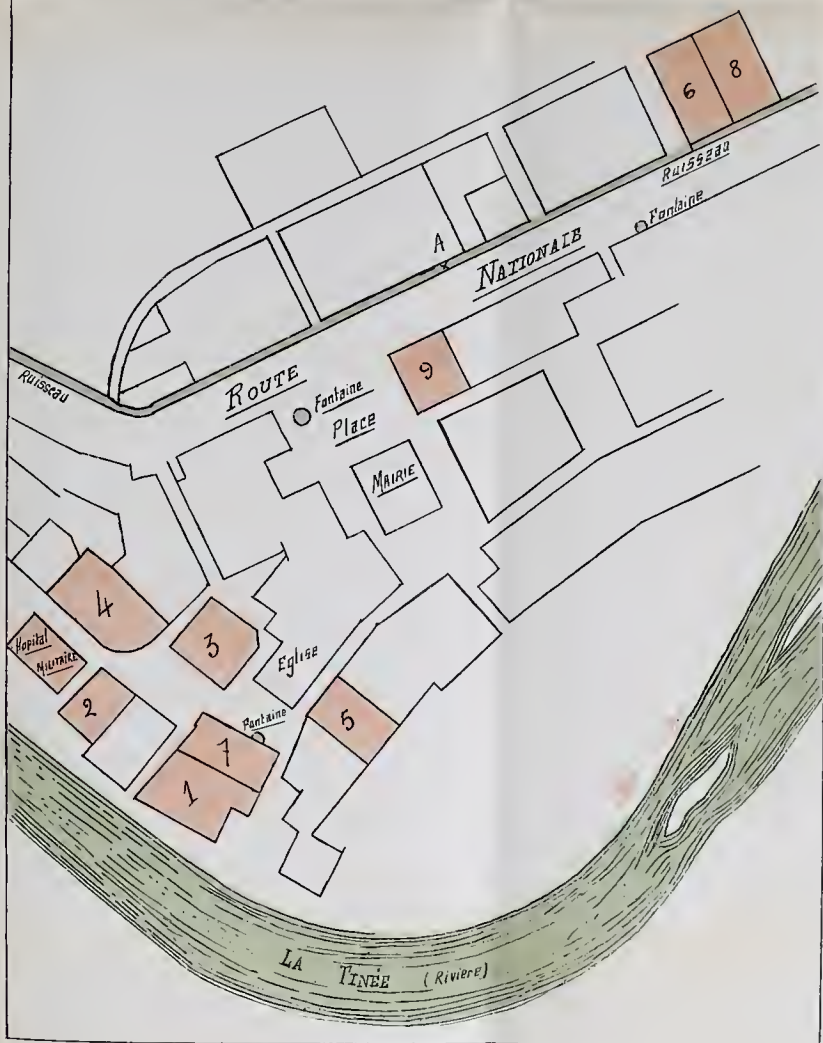 8
6
Ruisseau
Fontaine
A
NATIONALE
9
Ruisseau
ROUTE
Fontaine
Place
MAIRIE
4
3
Hopital
MILITAIRE
Eglise
2
5
Fontaine
7
1
LA TINÉE (Rivière)